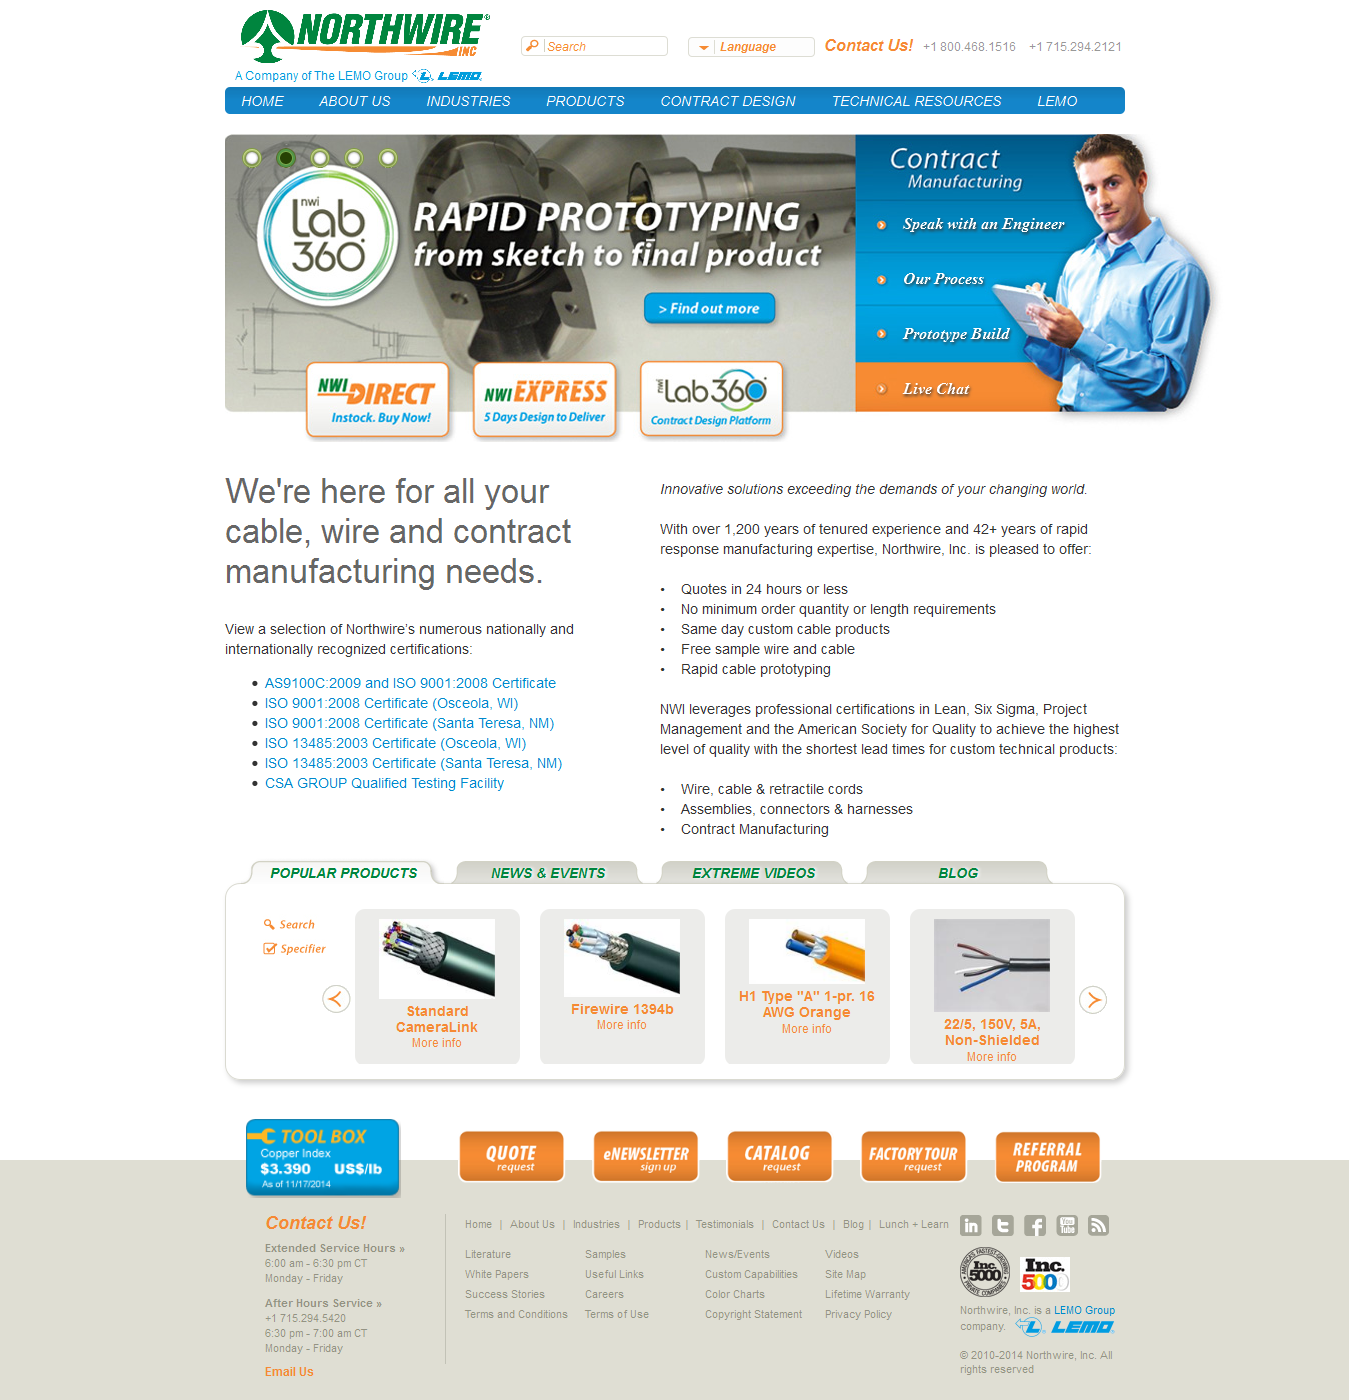 NORTHWIRE®
INC
A Company of The LEMO Group LEMO
Search
Language
Contact Us! +1 800.468.1516 +1 715.294.2121
HOME ABOUT US INDUSTRIES PRODUCTS CONTRACT DESIGN TECHNICAL RESOURCES LEMO
nwi
Lab
360°
RAPID PROTOTYPING
from sketch to final product
> Find out more
Contract
Manufacturing
Speak with an Engineer
Our Process
Prototype Build
Live Chat
NWI DIRECT
Instock. Buy Now!
NWI EXPRESS
5 Days Design to Deliver
nwi Lab 360°
Contract Design Platform
We're here for all your
cable, wire and contract
manufacturing needs.
View a selection of Northwire's numerous nationally and
internationally recognized certifications:
• AS9100C:2009 and ISO 9001:2008 Certificate
• ISO 9001:2008 Certificate (Osceola, WI)
• ISO 9001:2008 Certificate (Santa Teresa, NM)
• ISO 13485:2003 Certificate (Osceola, WI)
• ISO 13485:2003 Certificate (Santa Teresa, NM)
• CSA GROUP Qualified Testing Facility
Innovative solutions exceeding the demands of your changing world.
With over 1,200 years of tenured experience and 42+ years of rapid
response manufacturing expertise, Northwire, Inc. is pleased to offer:
• Quotes in 24 hours or less
• No minimum order quantity or length requirements
• Same day custom cable products
• Free sample wire and cable
• Rapid cable prototyping
NWI leverages professional certifications in Lean, Six Sigma, Project
Management and the American Society for Quality to achieve the highest
level of quality with the shortest lead times for custom technical products:
• Wire, cable & retractile cords
• Assemblies, connectors & harnesses
• Contract Manufacturing
POPULAR PRODUCTS NEWS & EVENTS EXTREME VIDEOS BLOG
Search
Specifier
Standard
CameraLink
More info
Firewire 1394b
More info
H1 Type "A" 1-pr. 16
AWG Orange
More info
22/5, 150V, 5A,
Non-Shielded
More info
TOOL BOX
Copper Index
$3.390 US$/lb
As of 11/17/2014
QUOTE
request
eNEWSLETTER
sign up
CATALOG
request
FACTORY TOUR
request
REFERRAL
PROGRAM
Contact Us!
Extended Service Hours »
6:00 am - 6:30 pm CT
Monday - Friday
After Hours Service »
+1 715.294.5420
6:30 pm - 7:00 am CT
Monday - Friday
Email Us
Home | About Us | Industries | Products | Testimonials | Contact Us | Blog | Lunch + Learn
Literature Samples News/Events Videos
White Papers Useful Links Custom Capabilities Site Map
Success Stories Careers Color Charts Lifetime Warranty
Terms and Conditions Terms of Use Copyright Statement Privacy Policy
in t f You Tube
AMERICA'S FASTEST-GROWING
Inc.
5000
PRIVATE COMPANIES
Inc.
5000
Northwire, Inc. is a LEMO Group
company. LEMO
© 2010-2014 Northwire, Inc. All
rights reserved